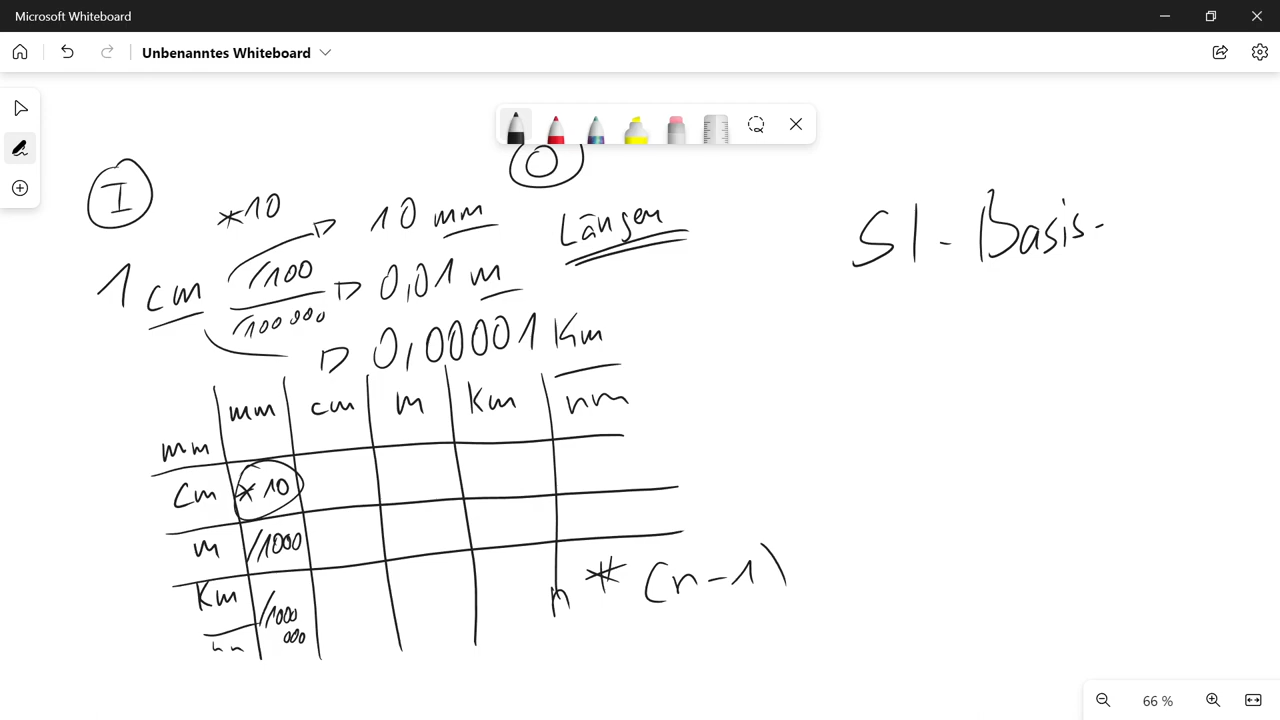 Microsoft Whiteboard
Unbenanntes Whiteboard
I
O
*10
10 mm
Längen
SI-Basis-
1 cm
/100
0,01 m
/100 000
0,00001 Km
mm cm m Km nm
mm
cm *10
m /1000
Km /1000 000
nm
n * (n-1)
66 %